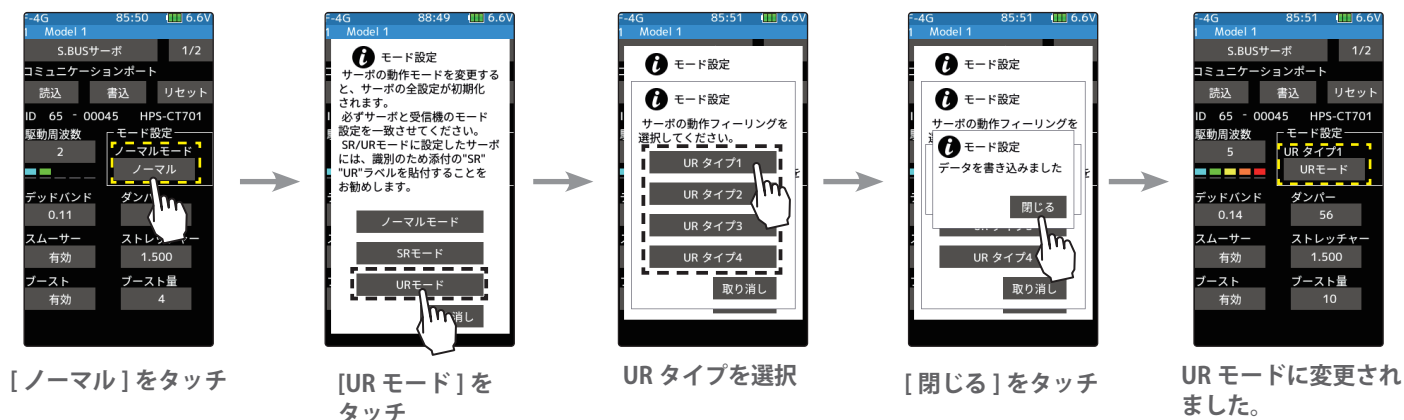 F-4G 85:50 6.6V
1 Model 1
S.BUSサーボ 1/2
コミュニケーションポート
読込 書込 リセット
ID 65 - 00045 HPS-CT701
駆動周波数 モード設定
2 ノーマルモード
ノーマル
デッドバンド ダンパー
0.11
スムーサー ストレッチャー
有効 1.500
ブースト ブースト量
有効 4
[ ノーマル ] をタッチ
F-4G 88:49 6.6V
1 Model 1
モード設定
サーボの動作モードを変更する
と、サーボの全設定が初期化
されます。
必ずサーボと受信機のモード
設定を一致させてください。
SR/URモードに設定したサーボ
には、識別のため添付の"SR"
"UR"ラベルを貼付することを
お勧めします。
ノーマルモード
SRモード
URモード
消し
[UR モード ] を
タッチ
-4G 85:51 6.6V
1 Model 1
モード設定
モード設定
サーボの動作フィーリングを
選択してください。
UR タイプ1
UR タイプ2
UR タイプ3
UR タイプ4
取り消し
UR タイプを選択
-4G 85:51 6.6V
1 Model 1
モード設定
モード設定
サーボの動作フィーリングを
モード設定
データを書き込みました
閉じる
UR タイプ4
取り消し
[ 閉じる ] をタッチ
F-4G 85:51 6.6V
1 Model 1
S.BUSサーボ 1/2
コミュニケーションポート
読込 書込 リセット
ID 65 - 00045 HPS-CT701
駆動周波数 モード設定
5 UR タイプ1
URモード
デッドバンド ダンパー
0.14 56
スムーサー ストレッチャー
有効 1.500
ブースト ブースト量
有効 10
UR モードに変更され
ました。